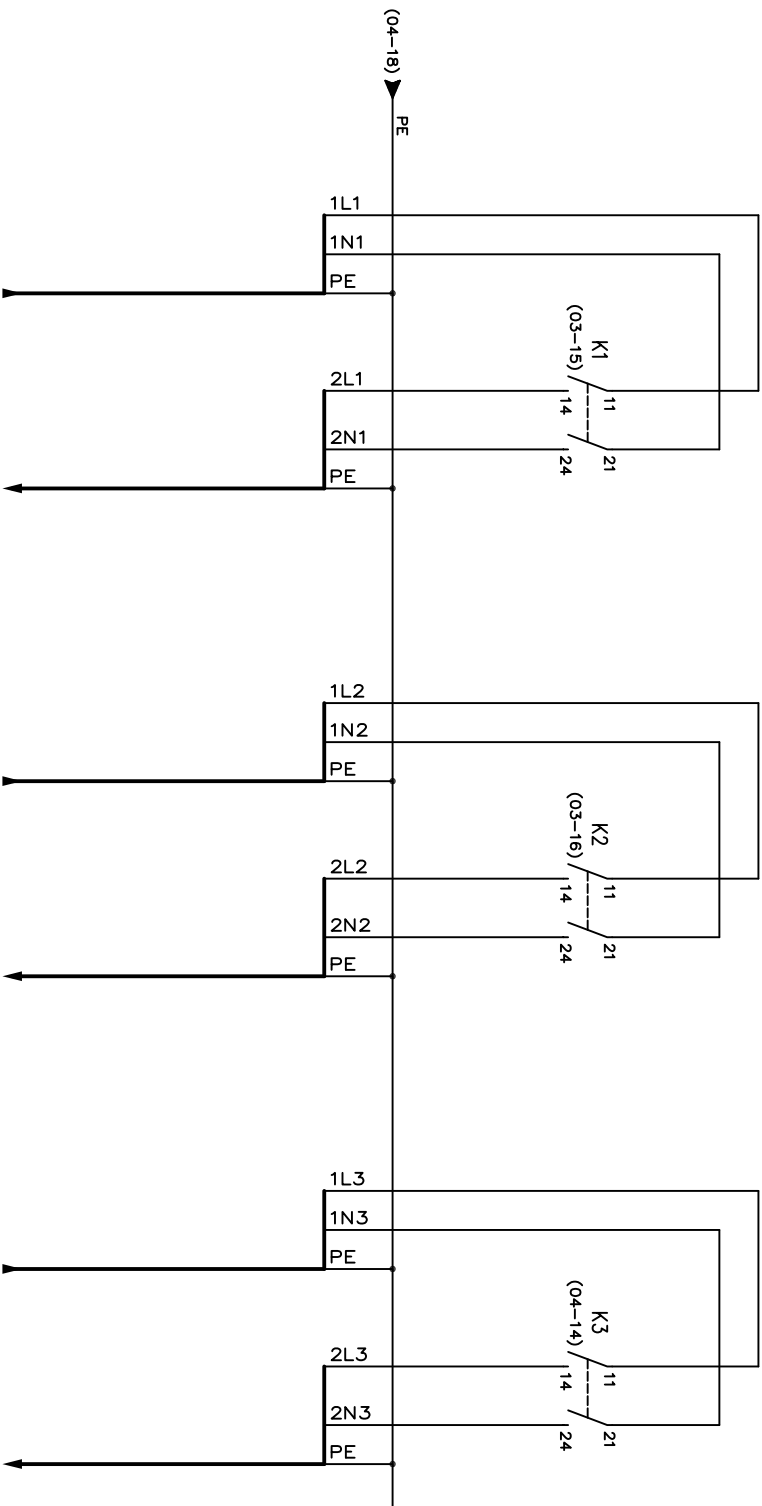 (04-18)
PE
1L1
1N1
PE
K1
(03-15)
11
14
21
24
2L1
2N1
PE
1L2
1N2
PE
K2
(03-16)
11
14
21
24
2L2
2N2
PE
1L3
1N3
PE
K3
(04-14)
11
14
21
24
2L3
2N3
PE